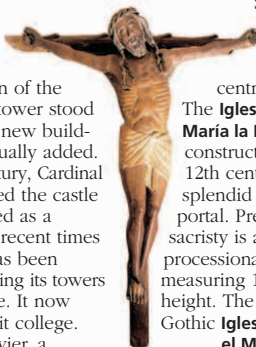 n of the
tower stood
new build-
ually added.
ury, Cardinal
ed the castle
ed as a
recent times
as been
ing its towers
e. It now
it college.
vier, a
centr
The Iglesi
María la R
construct
12th cent
splendid
portal. Pre
sacristy is a
processiona
measuring 1
height. The
Gothic Igles
el M